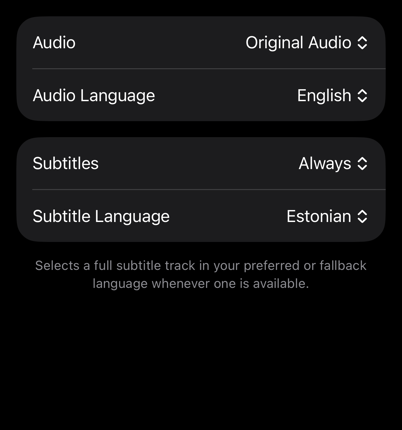 Audio Original Audio
Audio Language English
Subtitles Always
Subtitle Language Estonian
Selects a full subtitle track in your preferred or fallback
language whenever one is available.